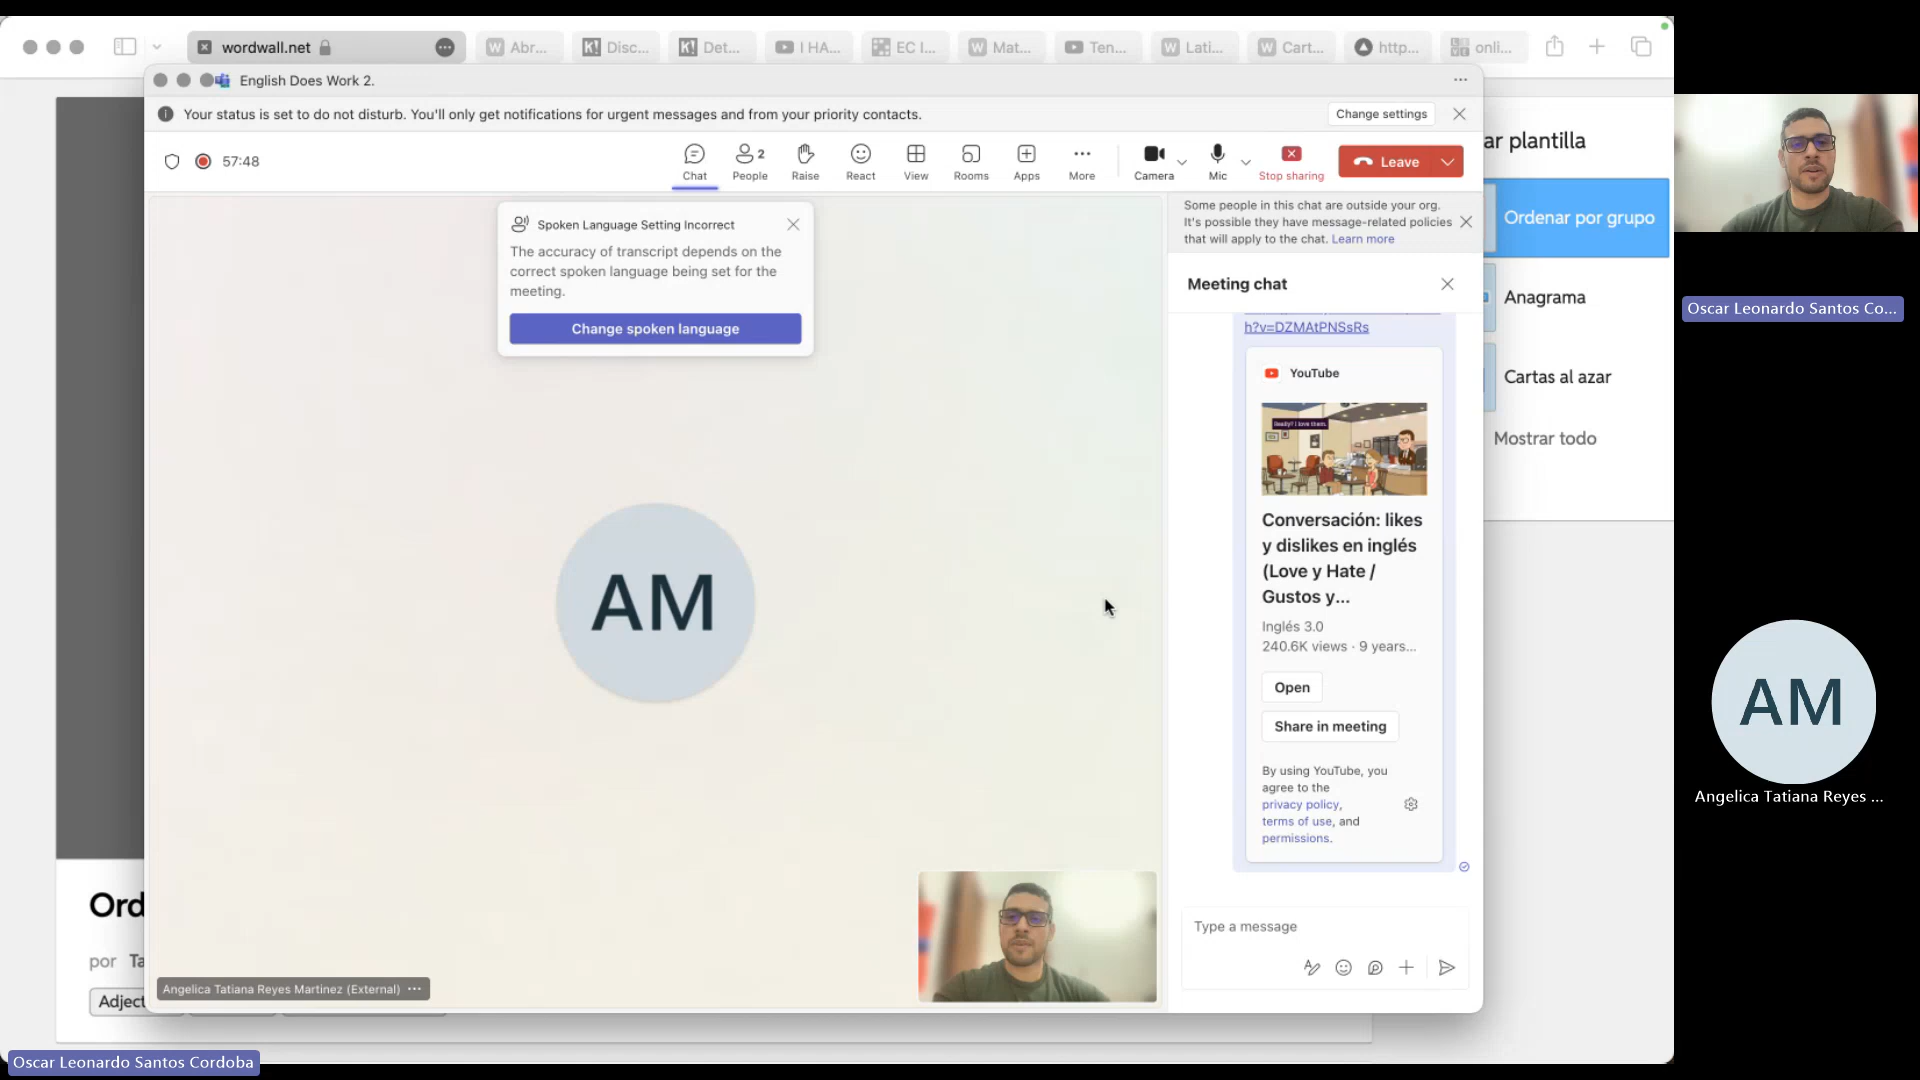 wordwall.net
Abr...
Disc...
Det...
I HA...
EC I...
Mat...
Ten...
Lati...
Cart...
http...
onli...
English Does Work 2.
Your status is set to do not disturb. You'll only get notifications for urgent messages and from your priority contacts.
Change settings
57:48
Chat
People
2
Raise
React
View
Rooms
Apps
More
Camera
Mic
Stop sharing
Leave
Spoken Language Setting Incorrect
The accuracy of transcript depends on the
correct spoken language being set for the
meeting.
Change spoken language
Some people in this chat are outside your org.
It's possible they have message-related policies
that will apply to the chat. Learn more
Meeting chat
h?v=DZMAtPNSsRs
YouTube
Really? I love them.
Conversación: likes
y dislikes en inglés
(Love y Hate /
Gustos y...
Inglés 3.0
240.6K views · 9 years...
Open
Share in meeting
By using YouTube, you
agree to the
privacy policy,
terms of use, and
permissions.
Type a message
AM
Angelica Tatiana Reyes Martinez (External)
ar plantilla
Ordenar por grupo
Anagrama
Cartas al azar
Mostrar todo
Ord
por Ta
Adject
Oscar Leonardo Santos Cordoba
Oscar Leonardo Santos Co...
AM
Angelica Tatiana Reyes ...